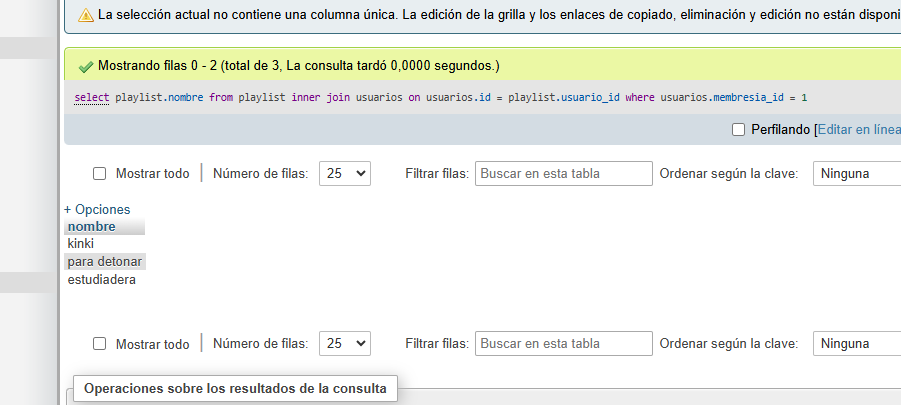 La selección actual no contiene una columna única. La edición de la grilla y los enlaces de copiado, eliminación y edición no están disponi
Mostrando filas 0 - 2 (total de 3, La consulta tardó 0,0000 segundos.)
select playlist.nombre from playlist inner join usuarios on usuarios.id = playlist.usuario_id where usuarios.membresia_id = 1
Perfilando [Editar en línea
Mostrar todo | Número de filas: 25 Filtrar filas: Buscar en esta tabla Ordenar según la clave: Ninguna
+ Opciones
nombre
kinki
para detonar
estudiadera
Mostrar todo | Número de filas: 25 Filtrar filas: Buscar en esta tabla Ordenar según la clave: Ninguna
Operaciones sobre los resultados de la consulta